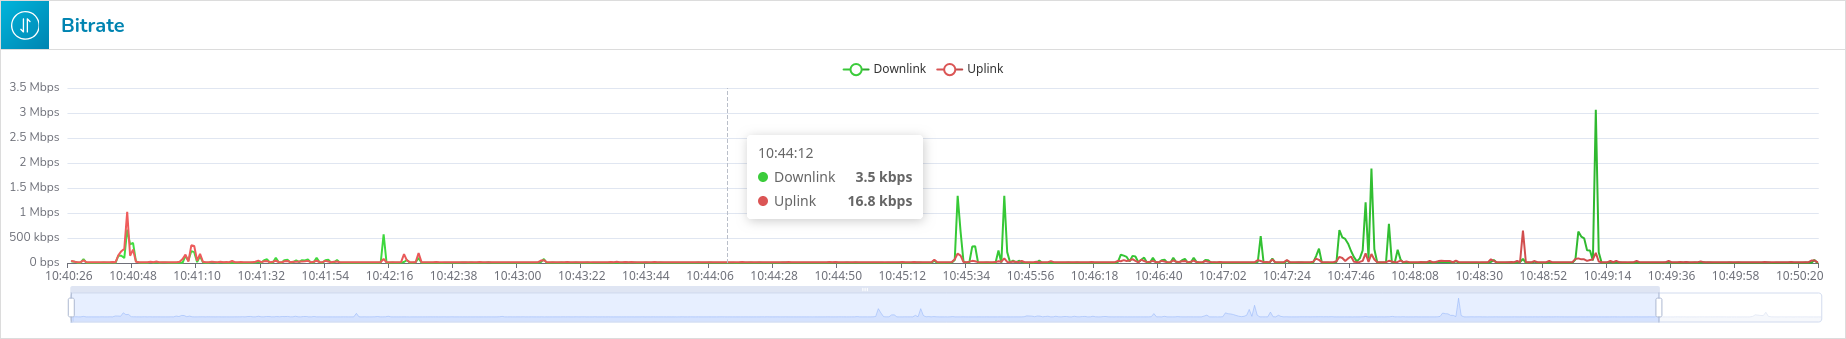 Bitrate
Downlink Uplink
3.5 Mbps
3 Mbps
2.5 Mbps
2 Mbps
1.5 Mbps
1 Mbps
500 kbps
0 bps
10:44:12
Downlink 3.5 kbps
Uplink 16.8 kbps
10:40:26 10:40:48 10:41:10 10:41:32 10:41:54 10:42:16 10:42:38 10:43:00 10:43:22 10:43:44 10:44:06 10:44:28 10:44:50 10:45:12 10:45:34 10:45:56 10:46:18 10:46:40 10:47:02 10:47:24 10:47:46 10:48:08 10:48:30 10:48:52 10:49:14 10:49:36 10:49:58 10:50:20